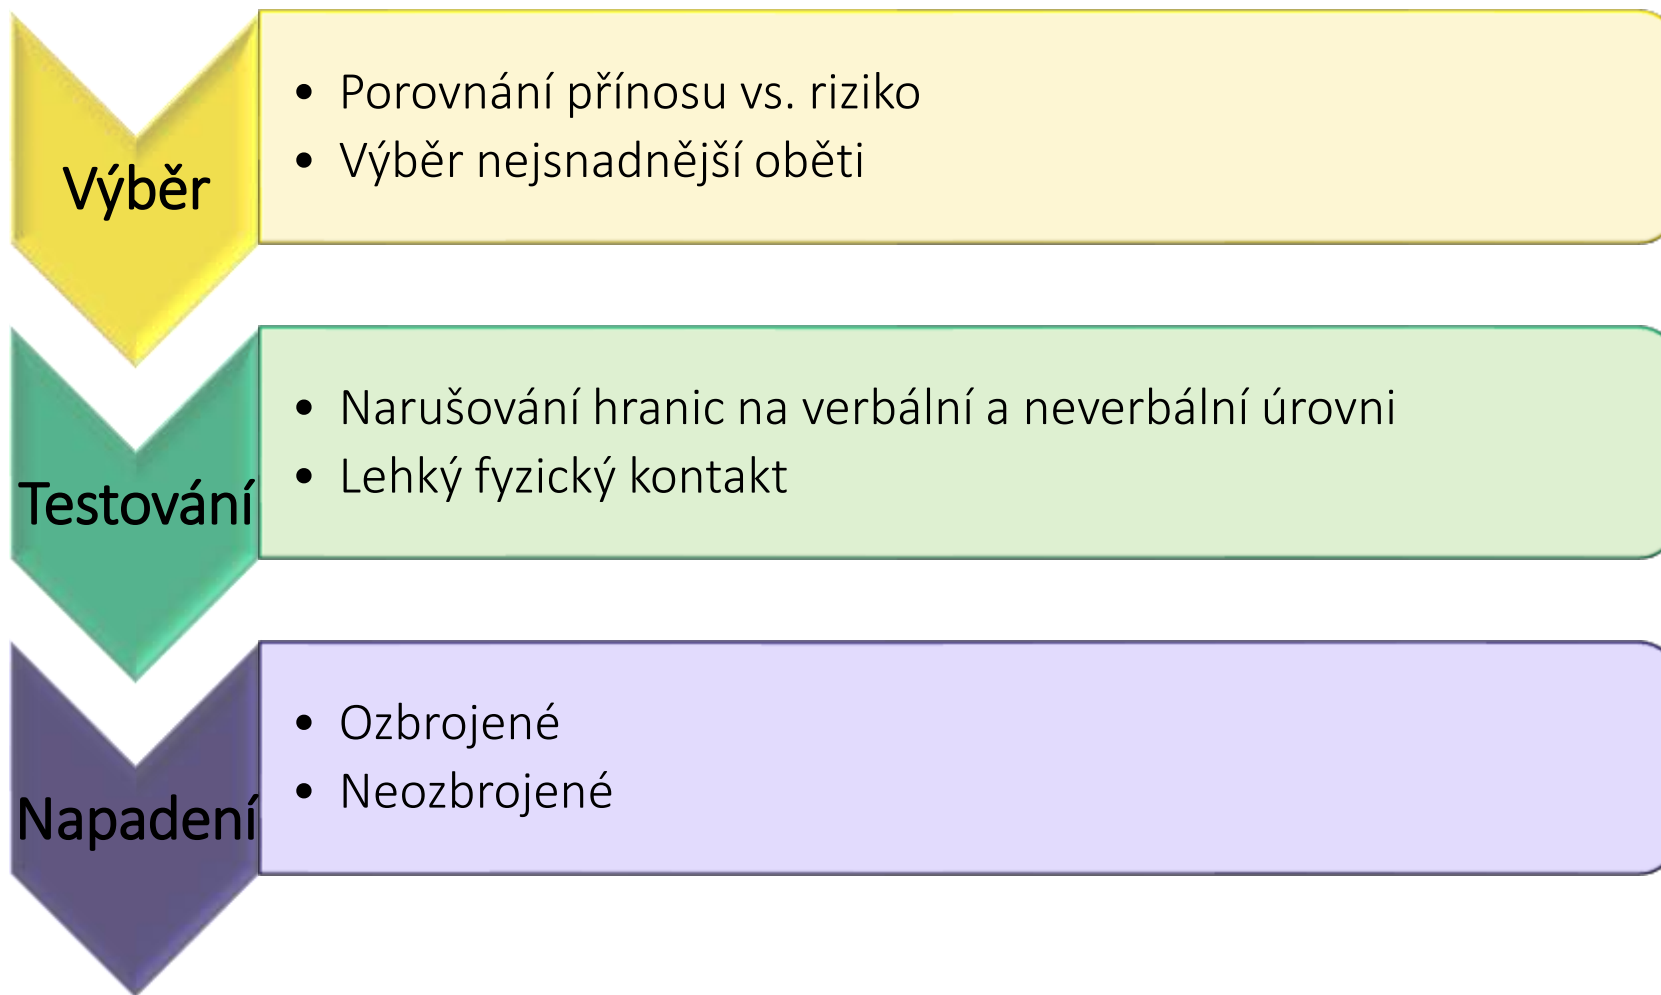 Výběr
• Porovnání přínosu vs. riziko
• Výběr nejsnadnější oběti
Testování
• Narušování hranic na verbální a neverbální úrovni
• Lehký fyzický kontakt
Napadení
• Ozbrojené
• Neozbrojené